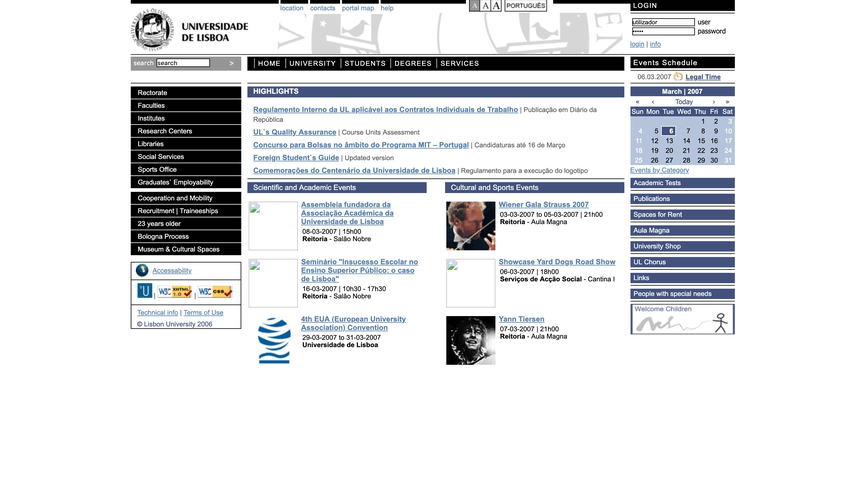 location contacts portal map help
A A A PORTUGUÊS
LOGIN
utilizador user
password
login | info
UNIVERSIDADE
DE LISBOA
search search >
HOME UNIVERSITY STUDENTS DEGREES SERVICES
Events Schedule
06.03.2007 Legal Time
Rectorate
Faculties
Institutes
Research Centers
Libraries
Social Services
Sports Office
Graduates´ Employability
Cooperation and Mobility
Recruitment | Traineeships
23 years older
Bologna Process
Museum & Cultural Spaces
Accessability
W3C XHTML 1.0 | W3C CSS
Technical info | Terms of Use
© Lisbon University 2006
HIGHLIGHTS
Regulamento Interno da UL aplicável aos Contratos Individuais de Trabalho | Publicação em Diário da
República
UL´s Quality Assurance | Course Units Assessment
Concurso para Bolsas no âmbito do Programa MIT – Portugal | Candidaturas até 16 de Março
Foreign Student´s Guide | Updated version
Comemorações do Centenário da Universidade de Lisboa | Regulamento para a execução do logotipo
Scientific and Academic Events
Assembleia fundadora da
Associação Académica da
Universidade de Lisboa
08-03-2007 | 15h00
Reitoria - Salão Nobre
Seminário "Insucesso Escolar no
Ensino Superior Público: o caso
de Lisboa"
16-03-2007 | 10h30 - 17h30
Reitoria - Salão Nobre
4th EUA (European University
Association) Convention
29-03-2007 to 31-03-2007
Universidade de Lisboa
Cultural and Sports Events
Wiener Gala Strauss 2007
03-03-2007 to 05-03-2007 | 21h00
Reitoria - Aula Magna
Showcase Yard Dogs Road Show
06-03-2007 | 18h00
Serviços de Acção Social - Cantina I
Yann Tiersen
07-03-2007 | 21h00
Reitoria - Aula Magna
March | 2007
« ‹ Today › »
Sun Mon Tue Wed Thu Fri Sat
1 2 3
4 5 6 7 8 9 10
11 12 13 14 15 16 17
18 19 20 21 22 23 24
25 26 27 28 29 30 31
Events by Category
Academic Tests
Publications
Spaces for Rent
Aula Magna
University Shop
UL Chorus
Links
People with special needs
Welcome Children